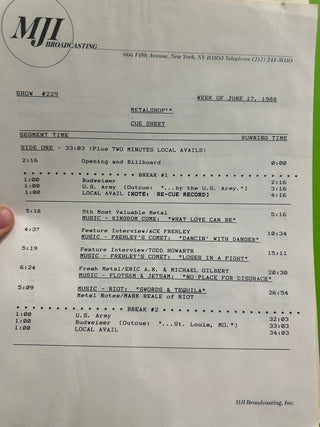 MJI
BROADCASTING
666 Fifth Avenue, New York, NY 10103 Telephone (212) 245-5010
SHOW #229 WEEK OF JUNE 17, 1988
METALSHOP'"
CUE SHEET
SEGMENT TIME RUNNING TIME
SIDE ONE - 33:03 (Plus TWO MINUTES LOCAL AVAILS)
2:16 Opening and Billboard 0:00
BREAK #1
1:00 Budweiser 2:16
1:00 U.S. Army (Outcue: "...by the U.S. Army.") 3:16
1:00 LOCAL AVAIL [NOTE: RE-CUE RECORD] 4:16
5:18 5th Most Valuable Metal 5:16
MUSIC - KINGDOM COME: "WHAT LOVE CAN BE"
4:37 Feature Interview/ACE FREHLEY 10:34
MUSIC - FREHLEY'S COMET: "DANCIN' WITH DANGER"
5:19 Feature Interview/TODD HOWARTH 15:11
MUSIC - FREHLEY'S COMET: "LOSER IN A FIGHT"
6:24 Fresh Metal/ERIC A.K. & MICHAEL GILBERT 20:30
MUSIC - FLOTSAM & JETSAM: "NO PLACE FOR DISGRACE"
5:09 MUSIC - RIOT: "SWORDS & TEQUILA" 26:54
Metal Notes/MARK REALE of RIOT
BREAK #2
1:00 U.S. Army 32:03
1:00 Budweiser (Outcue: "...St. Louis, MO.") 33:03
1:00 LOCAL AVAIL 34:03
MJI Broadcasting, Inc.